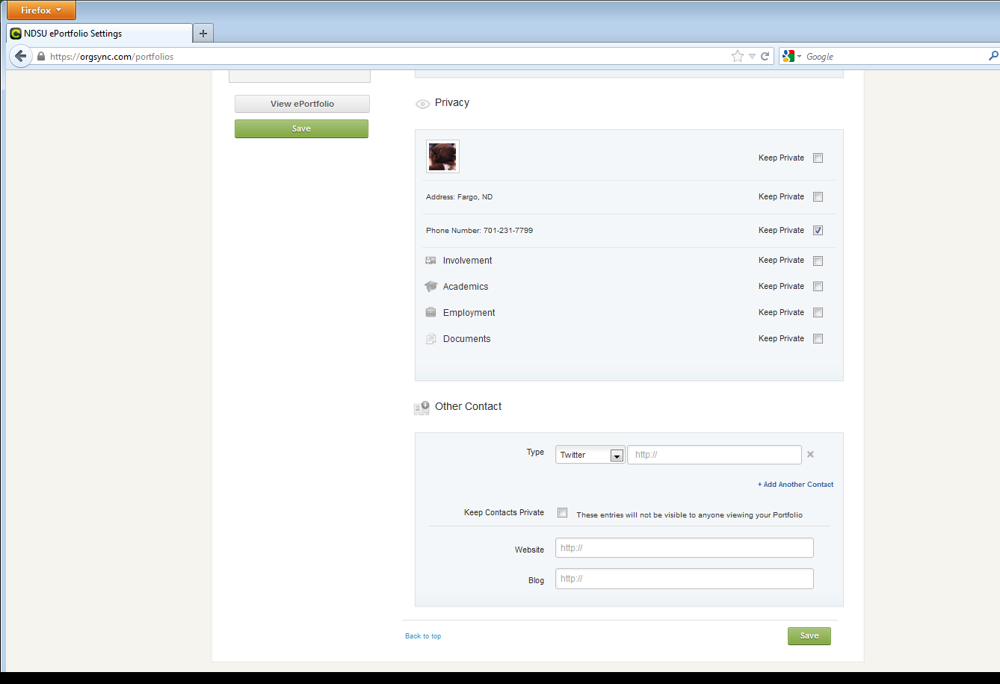 Firefox
NDSU ePortfolio Settings
https://orgsync.com/portfolios
Google
View ePortfolio
Save
Privacy
Keep Private
Address: Fargo, ND Keep Private
Phone Number: 701-231-7799 Keep Private
Involvement Keep Private
Academics Keep Private
Employment Keep Private
Documents Keep Private
Other Contact
Type Twitter http://
+ Add Another Contact
Keep Contacts Private These entries will not be visible to anyone viewing your Portfolio
Website http://
Blog http://
Back to top Save